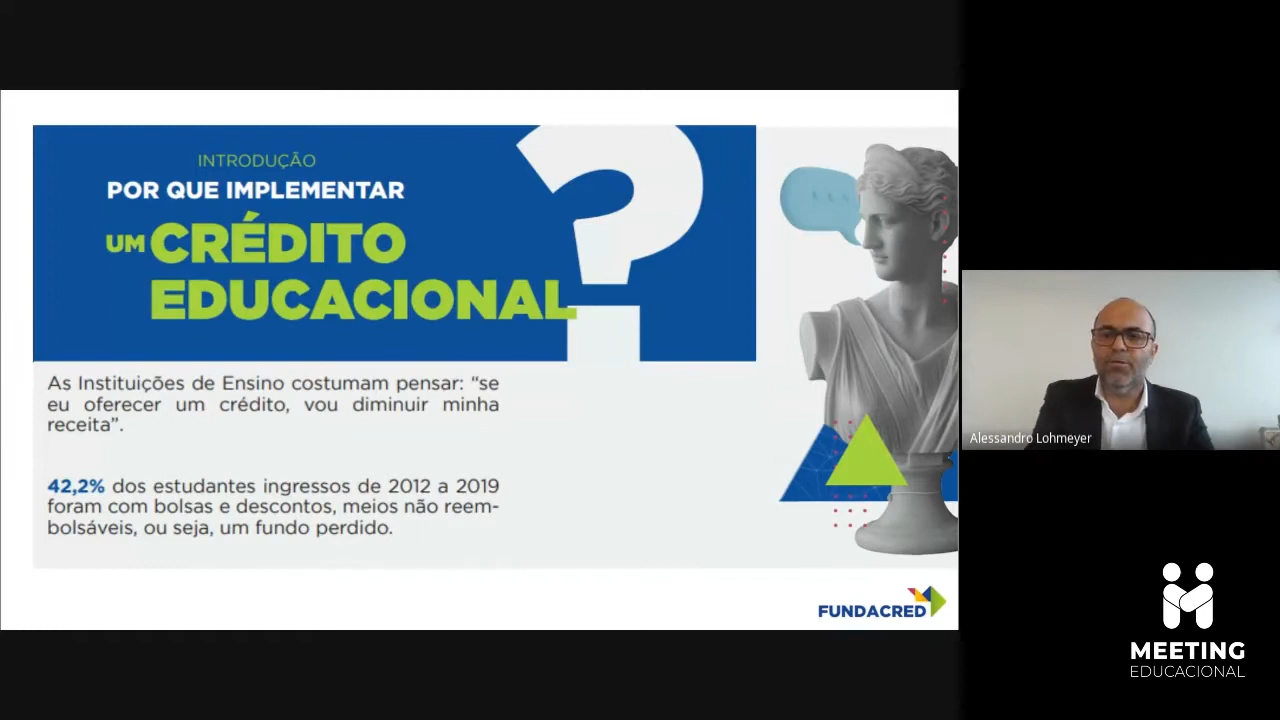 INTRODUÇÃO
POR QUE IMPLEMENTAR
UM CRÉDITO
EDUCACIONAL
?
As Instituições de Ensino costumam pensar: “se
eu oferecer um crédito, vou diminuir minha
receita”.
42,2% dos estudantes ingressos de 2012 a 2019
foram com bolsas e descontos, meios não reem-
bolsáveis, ou seja, um fundo perdido.
FUNDACRED
Alessandro Lohmeyer
MEETING
EDUCACIONAL